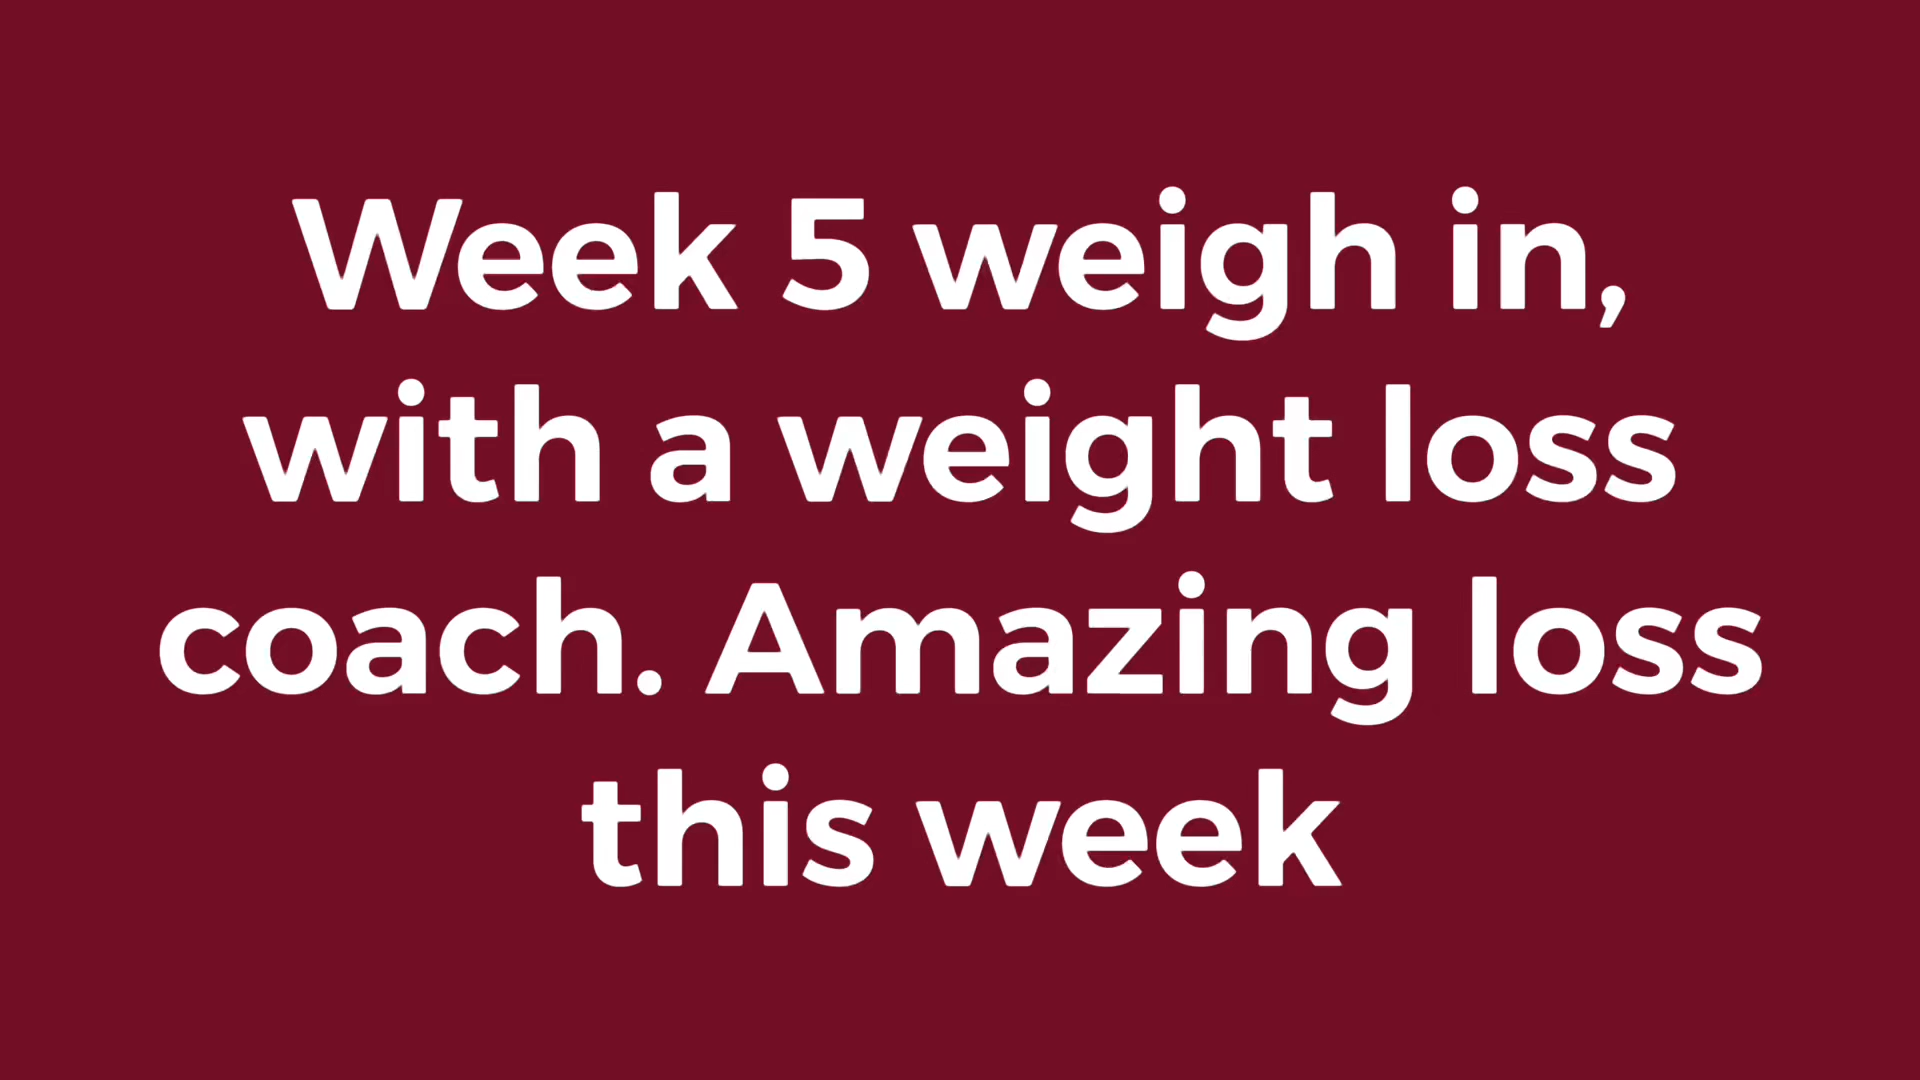 Week 5 weigh in,
with a weight loss
coach. Amazing loss
this week